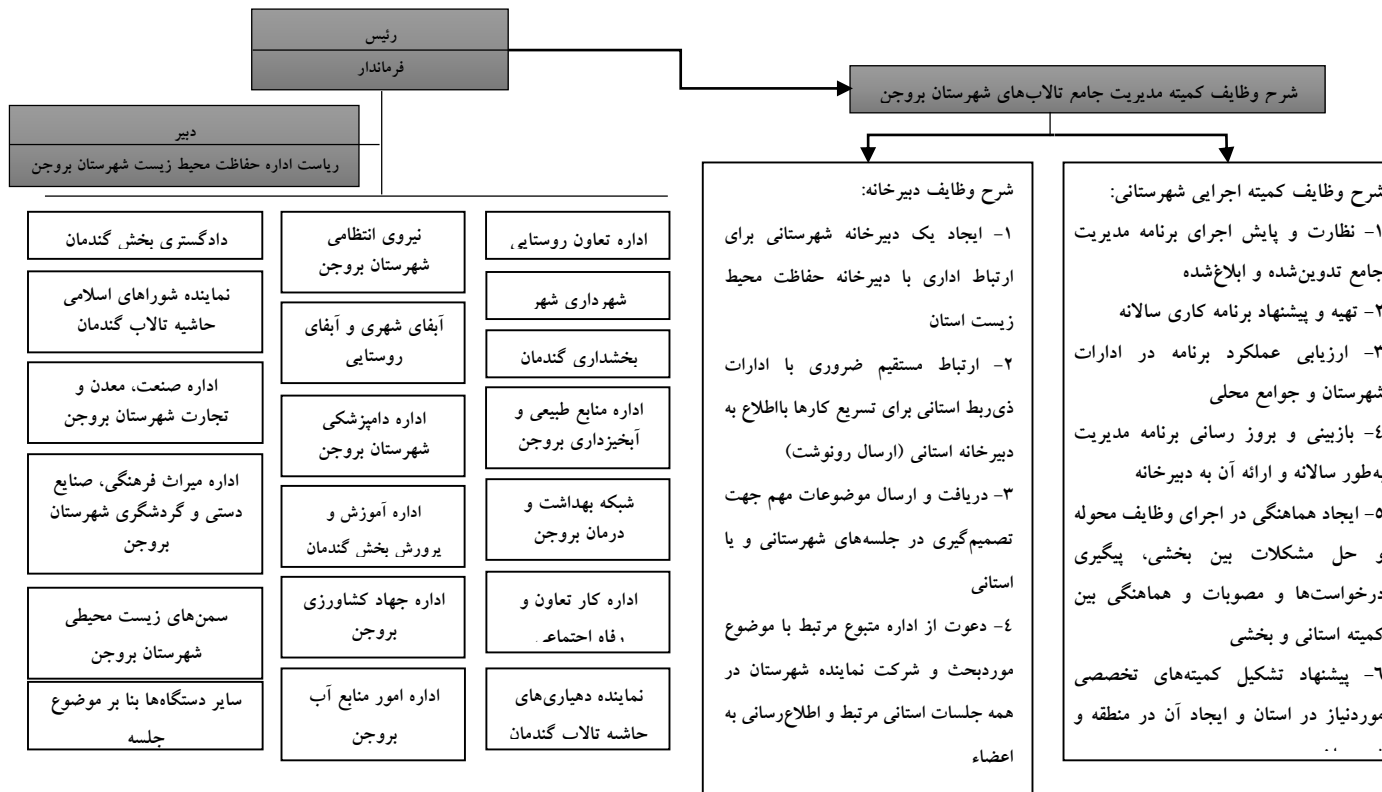 رئیس
فرماندار
شرح وظایف کمیته مدیریت جامع تالاب‌های شهرستان بروجن
دبیر
ریاست اداره حفاظت محیط زیست شهرستان بروجن
شرح وظایف کمیته اجرایی شهرستانی:
۱- نظارت و پایش اجرای برنامه مدیریت
جامع تدوین‌شده و ابلاغ‌شده
۲- تهیه و پیشنهاد برنامه کاری سالانه
۳- ارزیابی عملکرد برنامه در ادارات
شهرستان و جوامع محلی
٤- بازبینی و بروز رسانی برنامه مدیریت
به‌طور سالانه و ارائه آن به دبیرخانه
٥- ایجاد هماهنگی در اجرای وظایف محوله
و حل مشکلات بین بخشی، پیگیری
درخواست‌ها و مصوبات و هماهنگی بین
کمیته استانی و بخشی
٦- پیشنهاد تشکیل کمیته‌های تخصصی
موردنیاز در استان و ایجاد آن در منطقه و
شرح وظایف دبیرخانه:
۱- ایجاد یک دبیرخانه شهرستانی برای
ارتباط اداری با دبیرخانه حفاظت محیط
زیست استان
۲- ارتباط مستقیم ضروری با ادارات
ذی‌ربط استانی برای تسریع کارها بااطلاع به
دبیرخانه استانی (ارسال رونوشت)
۳- دریافت و ارسال موضوعات مهم جهت
تصمیم‌گیری در جلسه‌های شهرستانی و یا
استانی
٤- دعوت از اداره متبوع مرتبط با موضوع
موردبحث و شرکت نماینده شهرستان در
همه جلسات استانی مرتبط و اطلاع‌رسانی به
اعضاء
اداره تعاون روستایی
شهرداری شهر
بخشداری گندمان
اداره منابع طبیعی و
آبخیزداری بروجن
شبکه بهداشت و
درمان بروجن
اداره کار تعاون و
رفاه اجتماعی
نماینده دهیاری‌های
حاشیه تالاب گندمان
نیروی انتظامی
شهرستان بروجن
آبفای شهری و آبفای
روستایی
اداره دامپزشکی
شهرستان بروجن
اداره آموزش و
پرورش بخش گندمان
اداره جهاد کشاورزی
بروجن
اداره امور منابع آب
بروجن
دادگستری بخش گندمان
نماینده شوراهای اسلامی
حاشیه تالاب گندمان
اداره صنعت، معدن و
تجارت شهرستان بروجن
اداره میراث فرهنگی، صنایع
دستی و گردشگری شهرستان
بروجن
سمن‌های زیست محیطی
شهرستان بروجن
سایر دستگاه‌ها بنا بر موضوع
جلسه